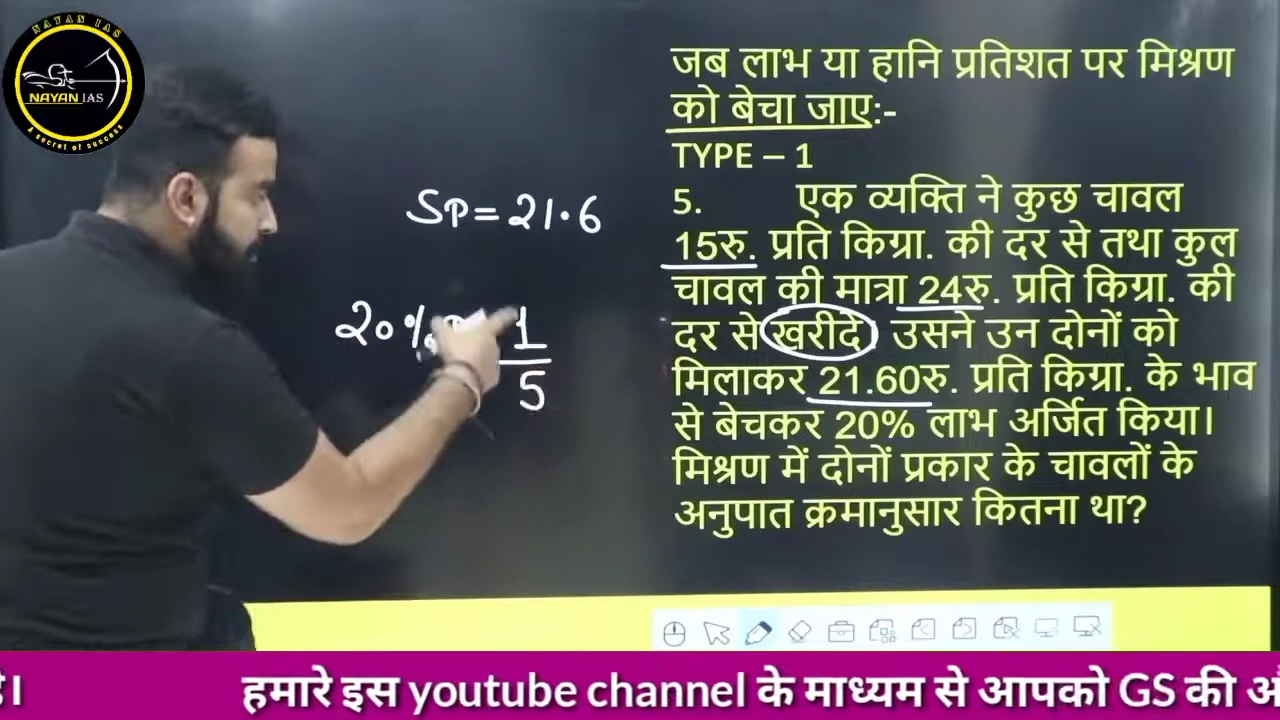 NAYAN IAS
NAYAN IAS
A secret of success
जब लाभ या हानि प्रतिशत पर मिश्रण
को बेचा जाए:-
TYPE – 1
5. एक व्यक्ति ने कुछ चावल
15रु. प्रति किग्रा. की दर से तथा कुल
चावल की मात्रा 24रु. प्रति किग्रा. की
दर से खरीदे। उसने उन दोनों को
मिलाकर 21.60रु. प्रति किग्रा. के भाव
से बेचकर 20% लाभ अर्जित किया।
मिश्रण में दोनों प्रकार के चावलों के
अनुपात क्रमानुसार कितना था?
SP = 21.6
20%
1
5
है। हमारे इस youtube channel के माध्यम से आपको GS की